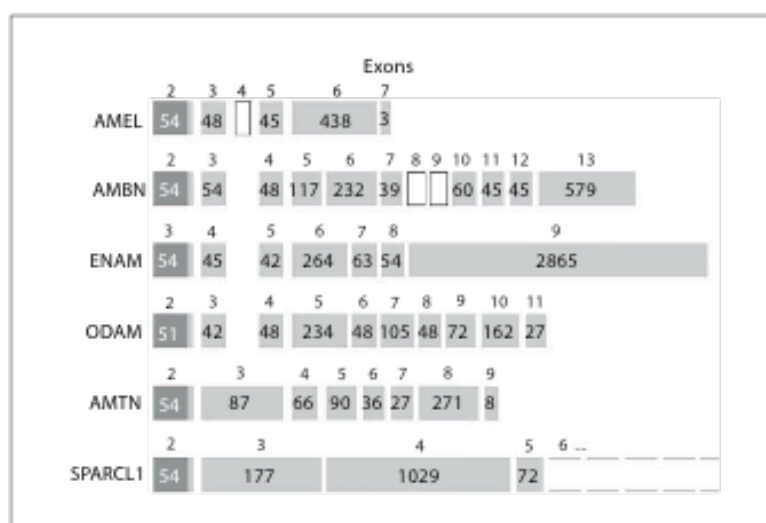 Exons
2 3 4 5 6 7
AMEL 54 48 45 438 3
2 3 4 5 6 7 8 9 10 11 12 13
AMBN 54 54 48 117 232 39 60 45 45 579
3 4 5 6 7 8 9
ENAM 54 45 42 264 63 54 2865
2 3 4 5 6 7 8 9 10 11
ODAM 51 42 48 234 48 105 48 72 162 27
2 3 4 5 6 7 8 9
AMTN 54 87 66 90 36 27 271 8
2 3 4 5 6 ...
SPARCL1 54 177 1029 72